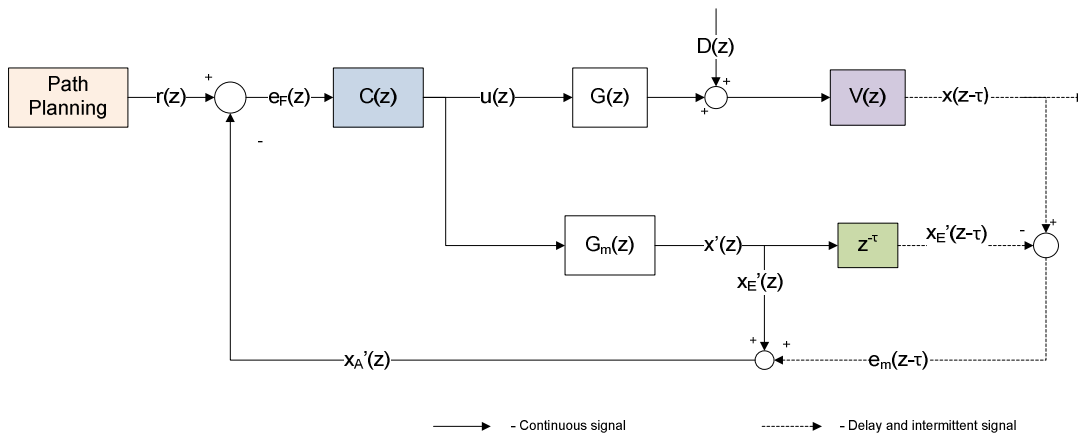 D(z)
+
Path
Planning
r(z)
+
-
e_F(z)
C(z)
u(z)
G(z)
+
V(z)
x(z-τ)
G_m(z)
x’(z)
z^-τ
x_E’(z-τ)
-
+
x_E’(z)
+
+
x_A’(z)
e_m(z-τ)
- Continuous signal
- Delay and intermittent signal